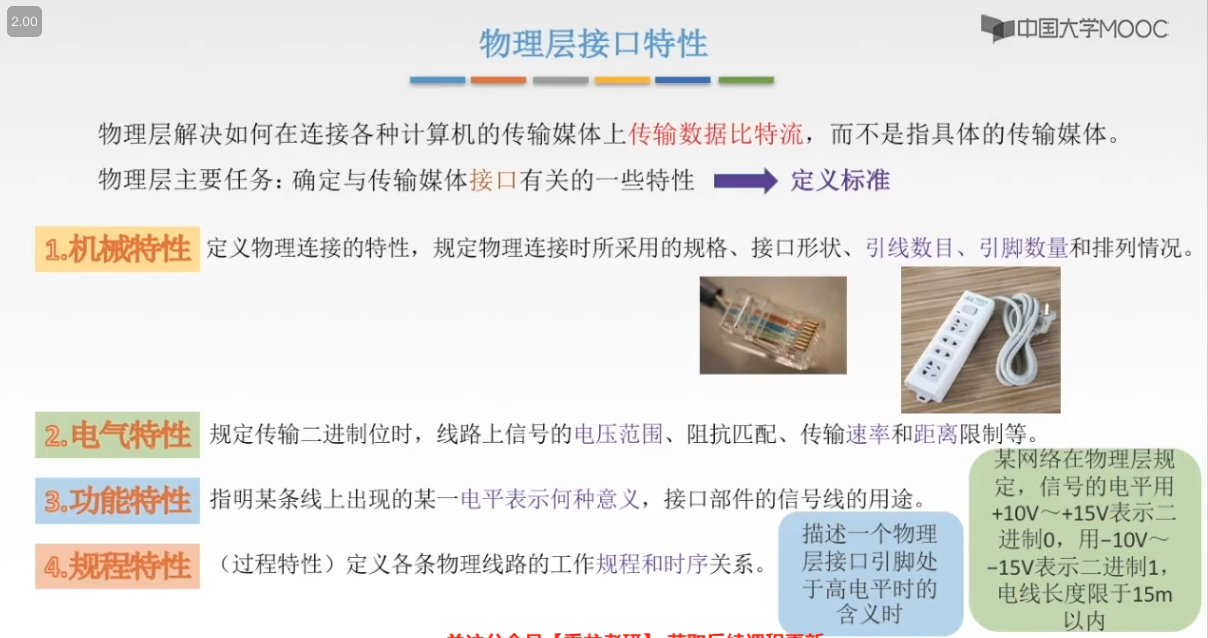 2.00
物理层接口特性
中国大学MOOC
物理层解决如何在连接各种计算机的传输媒体上传输数据比特流，而不是指具体的传输媒体。
物理层主要任务：确定与传输媒体接口有关的一些特性 定义标准
1.机械特性 定义物理连接的特性，规定物理连接时所采用的规格、接口形状、引线数目、引脚数量和排列情况。
2.电气特性 规定传输二进制位时，线路上信号的电压范围、阻抗匹配、传输速率和距离限制等。
3.功能特性 指明某条线上出现的某一电平表示何种意义，接口部件的信号线的用途。
4.规程特性 （过程特性）定义各条物理线路的工作规程和时序关系。
描述一个物理
层接口引脚处
于高电平时的
含义时
某网络在物理层规
定，信号的电平用
+10V～+15V表示二
进制0，用−10V～
−15V表示二进制1，
电线长度限于15m
以内